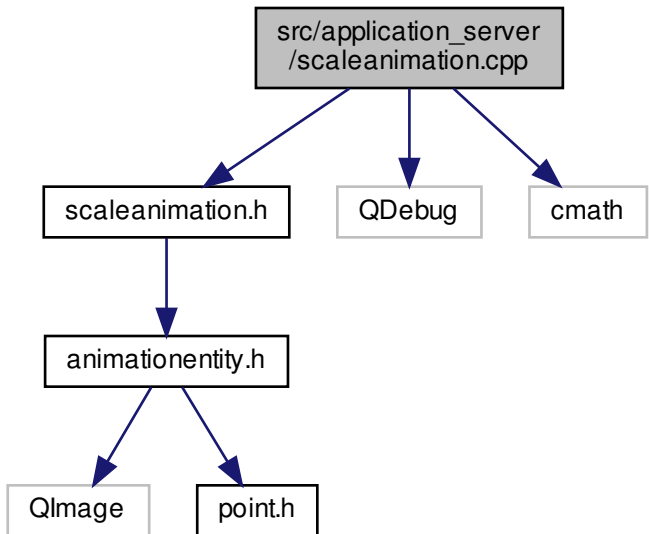 src/application_server
/scaleanimation.cpp
scaleanimation.h
QDebug
cmath
animationentity.h
QImage
point.h